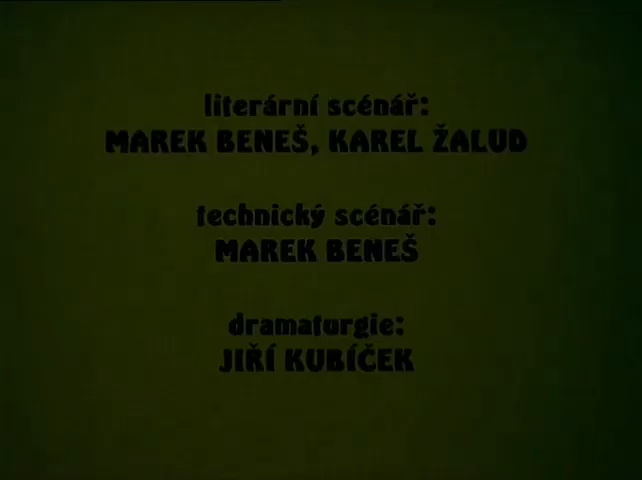 literární scénář:
MAREK BENEŠ, KAREL ŽALUD
technický scénář:
MAREK BENEŠ
dramaturgie:
JIŘÍ KUBÍČEK